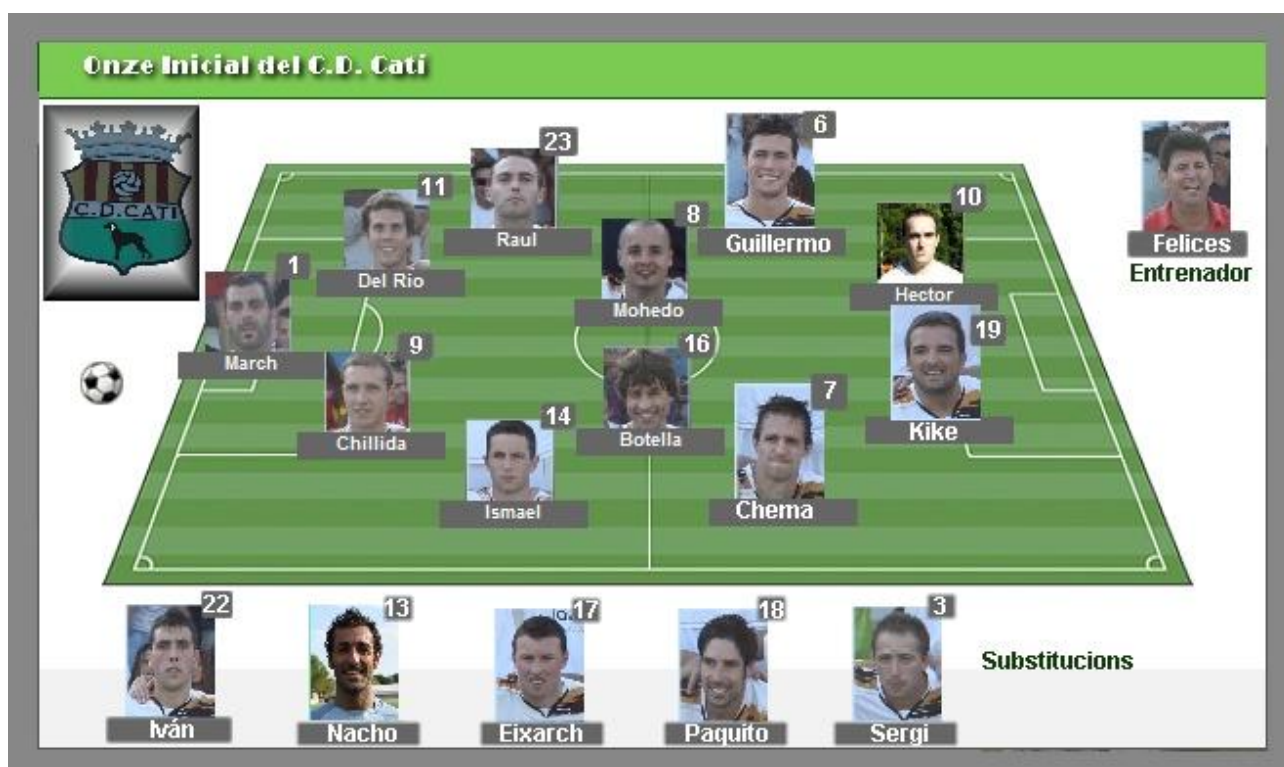 Onze Inicial del C.D. Catí
C.D.CATI
6
23
11
8
10
Raul
Guillermo
Felices
Entrenador
Del Rio
1
Mohedo
Hector
19
March
9
16
7
14
Chillida
Botella
Kike
Ismael
Chema
22
13
17
18
3
Substitucions
Iván
Nacho
Eixarch
Paquito
Sergi